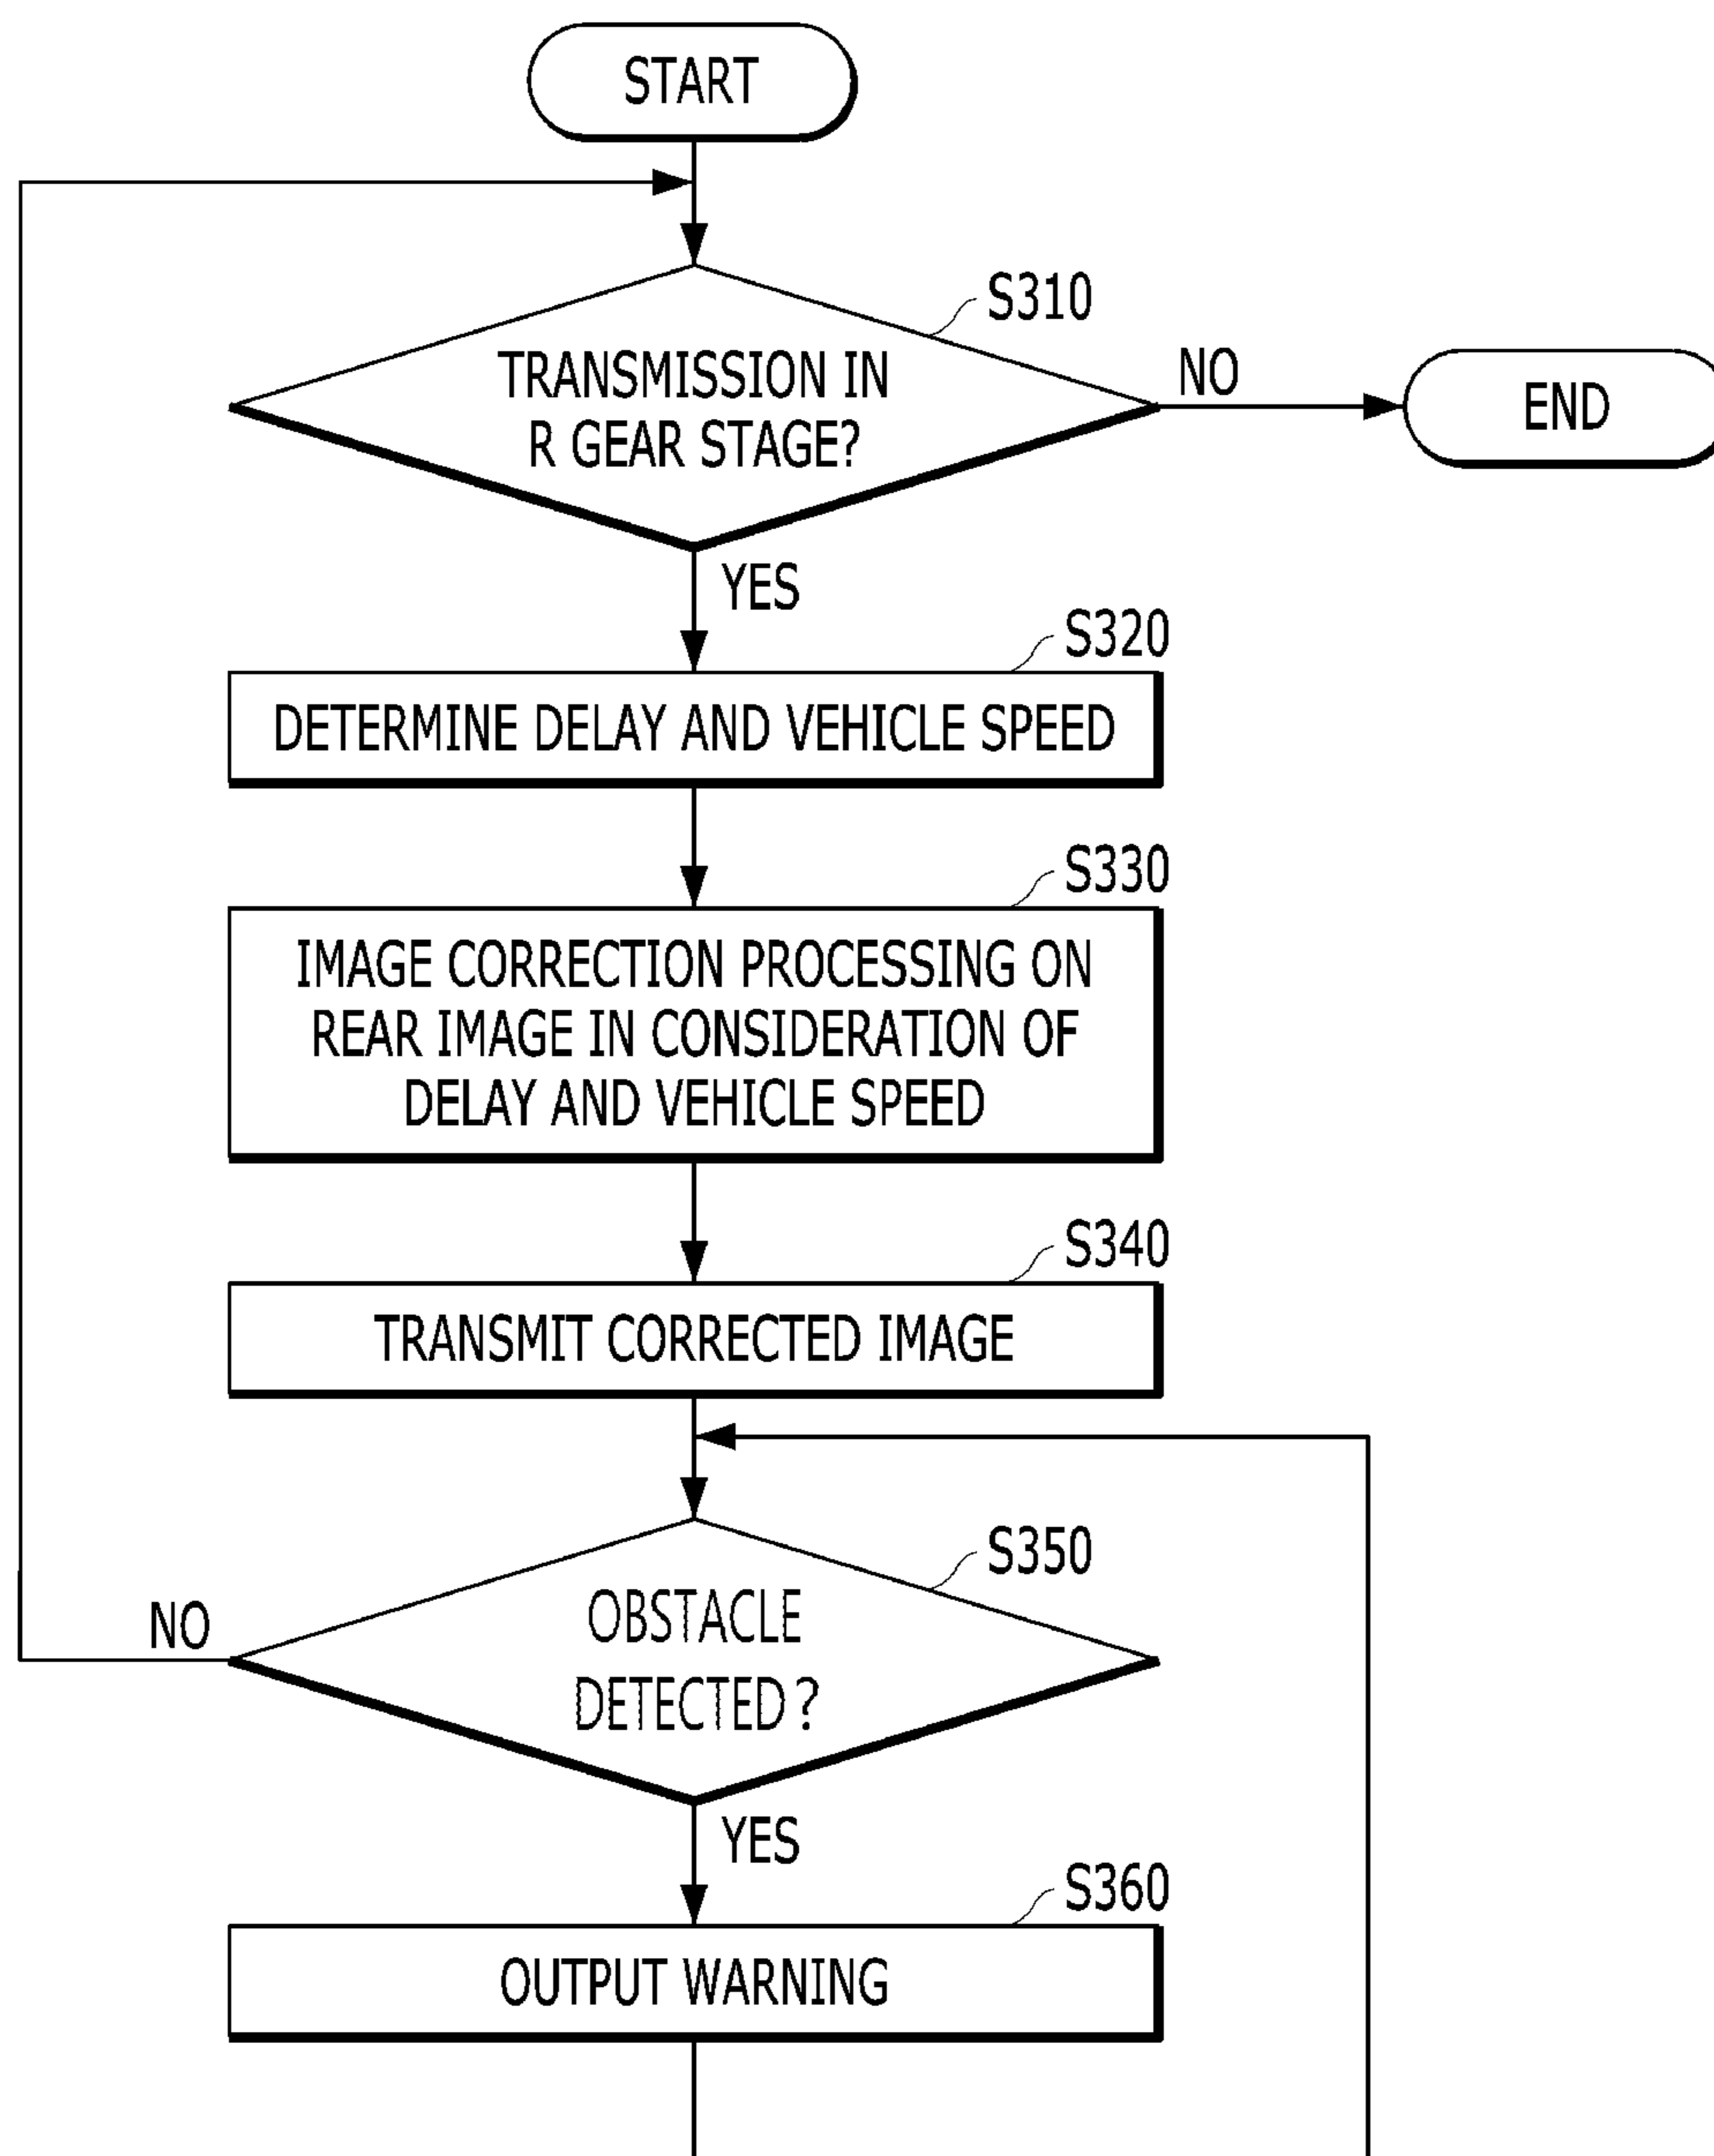 START
S310
TRANSMISSION IN
R GEAR STAGE?
NO
END
YES
S320
DETERMINE DELAY AND VEHICLE SPEED
S330
IMAGE CORRECTION PROCESSING ON
REAR IMAGE IN CONSIDERATION OF
DELAY AND VEHICLE SPEED
S340
TRANSMIT CORRECTED IMAGE
S350
OBSTACLE
DETECTED?
NO
YES
S360
OUTPUT WARNING